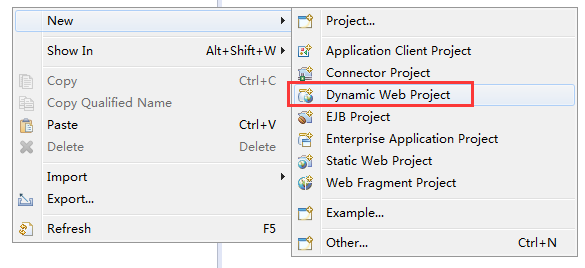 New
Show In Alt+Shift+W
Copy Ctrl+C
Copy Qualified Name
Paste Ctrl+V
Delete Delete
Import
Export...
Refresh F5
Project...
Application Client Project
Connector Project
Dynamic Web Project
EJB Project
Enterprise Application Project
Static Web Project
Web Fragment Project
Example...
Other... Ctrl+N